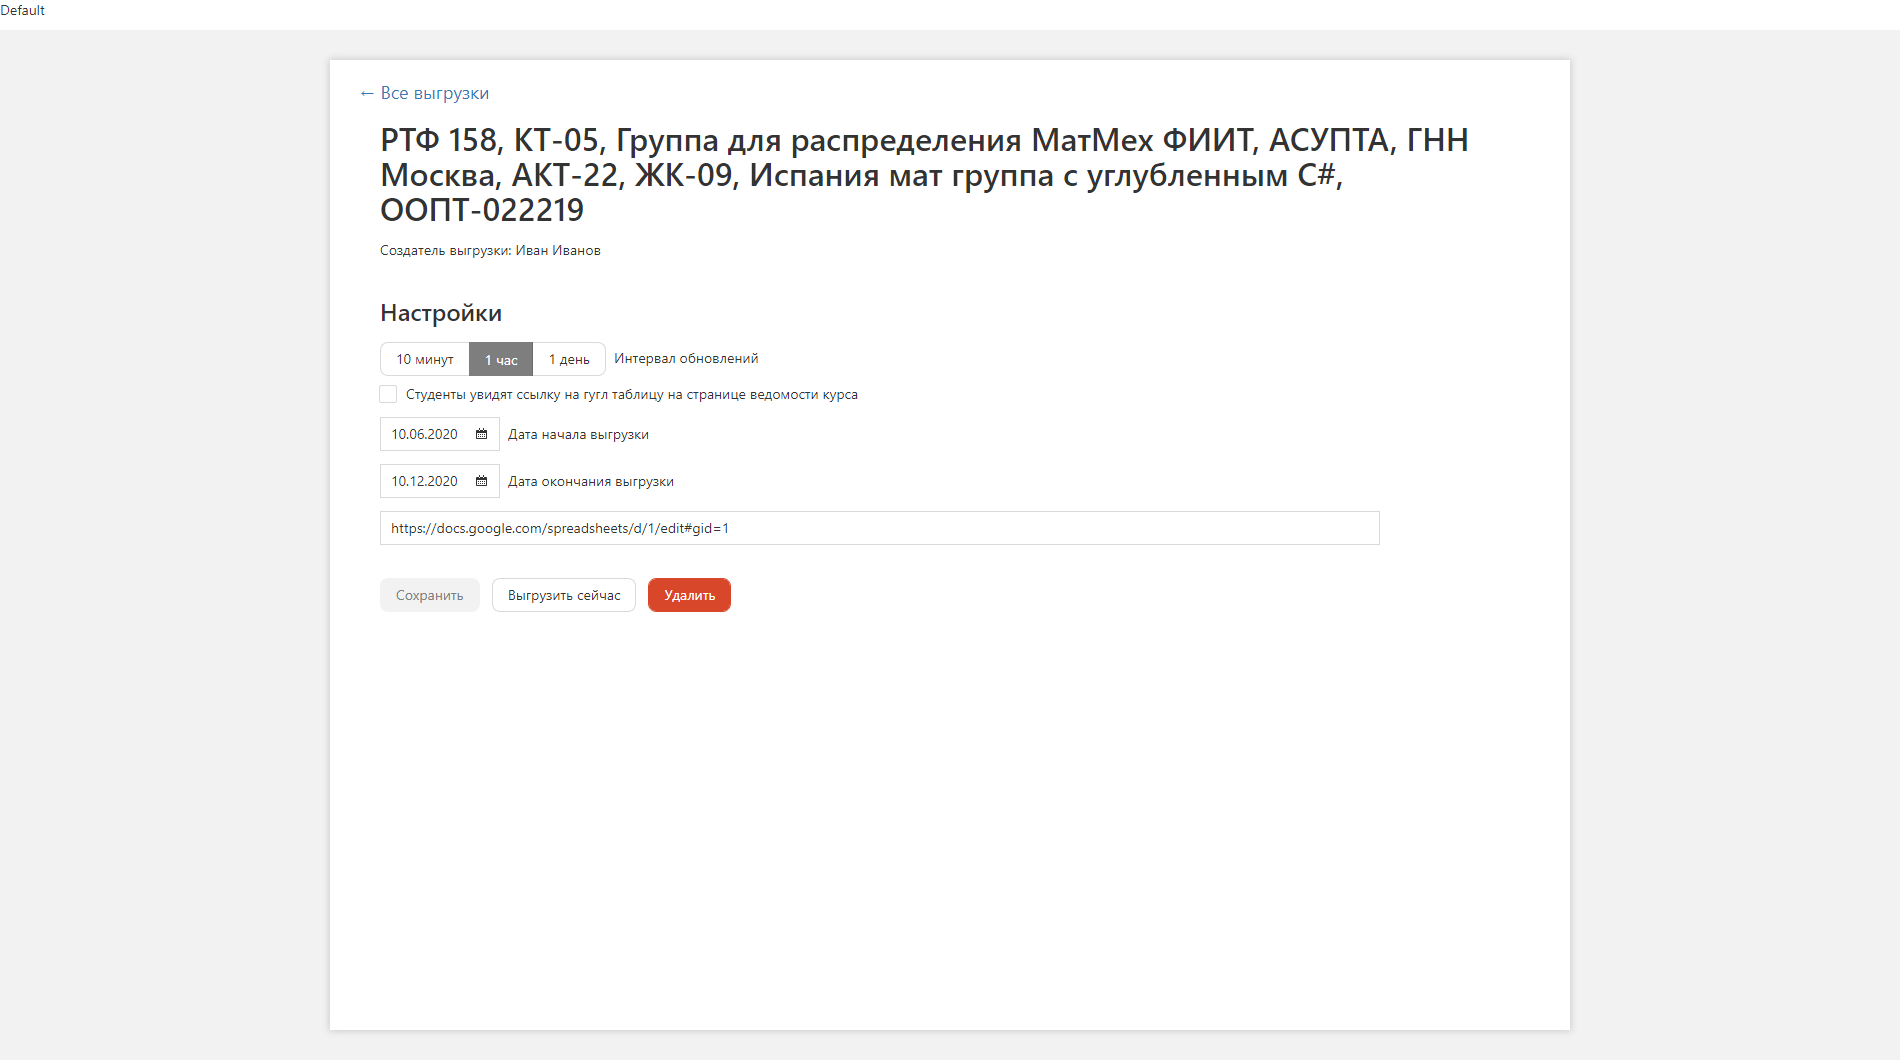 Default
← Все выгрузки
РТФ 158, КТ-05, Группа для распределения МатМех ФИИТ, АСУПТА, ГНН
Москва, АКТ-22, ЖК-09, Испания мат группа с углубленным C#,
ООПТ-022219
Создатель выгрузки: Иван Иванов
Настройки
10 минут 1 час 1 день Интервал обновлений
Студенты увидят ссылку на гугл таблицу на странице ведомости курса
10.06.2020 Дата начала выгрузки
10.12.2020 Дата окончания выгрузки
https://docs.google.com/spreadsheets/d/1/edit#gid=1
Сохранить Выгрузить сейчас Удалить